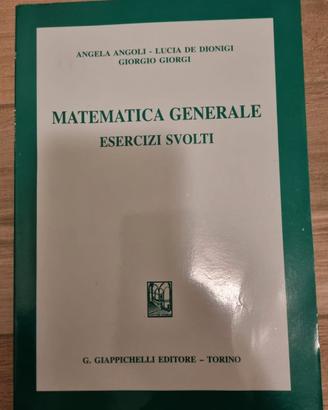 ANGELA ANGOLI - LUCIA DE DIONIGI
GIORGIO GIORGI
MATEMATICA GENERALE
ESERCIZI SVOLTI
G. GIAPPICHELLI EDITORE – TORINO